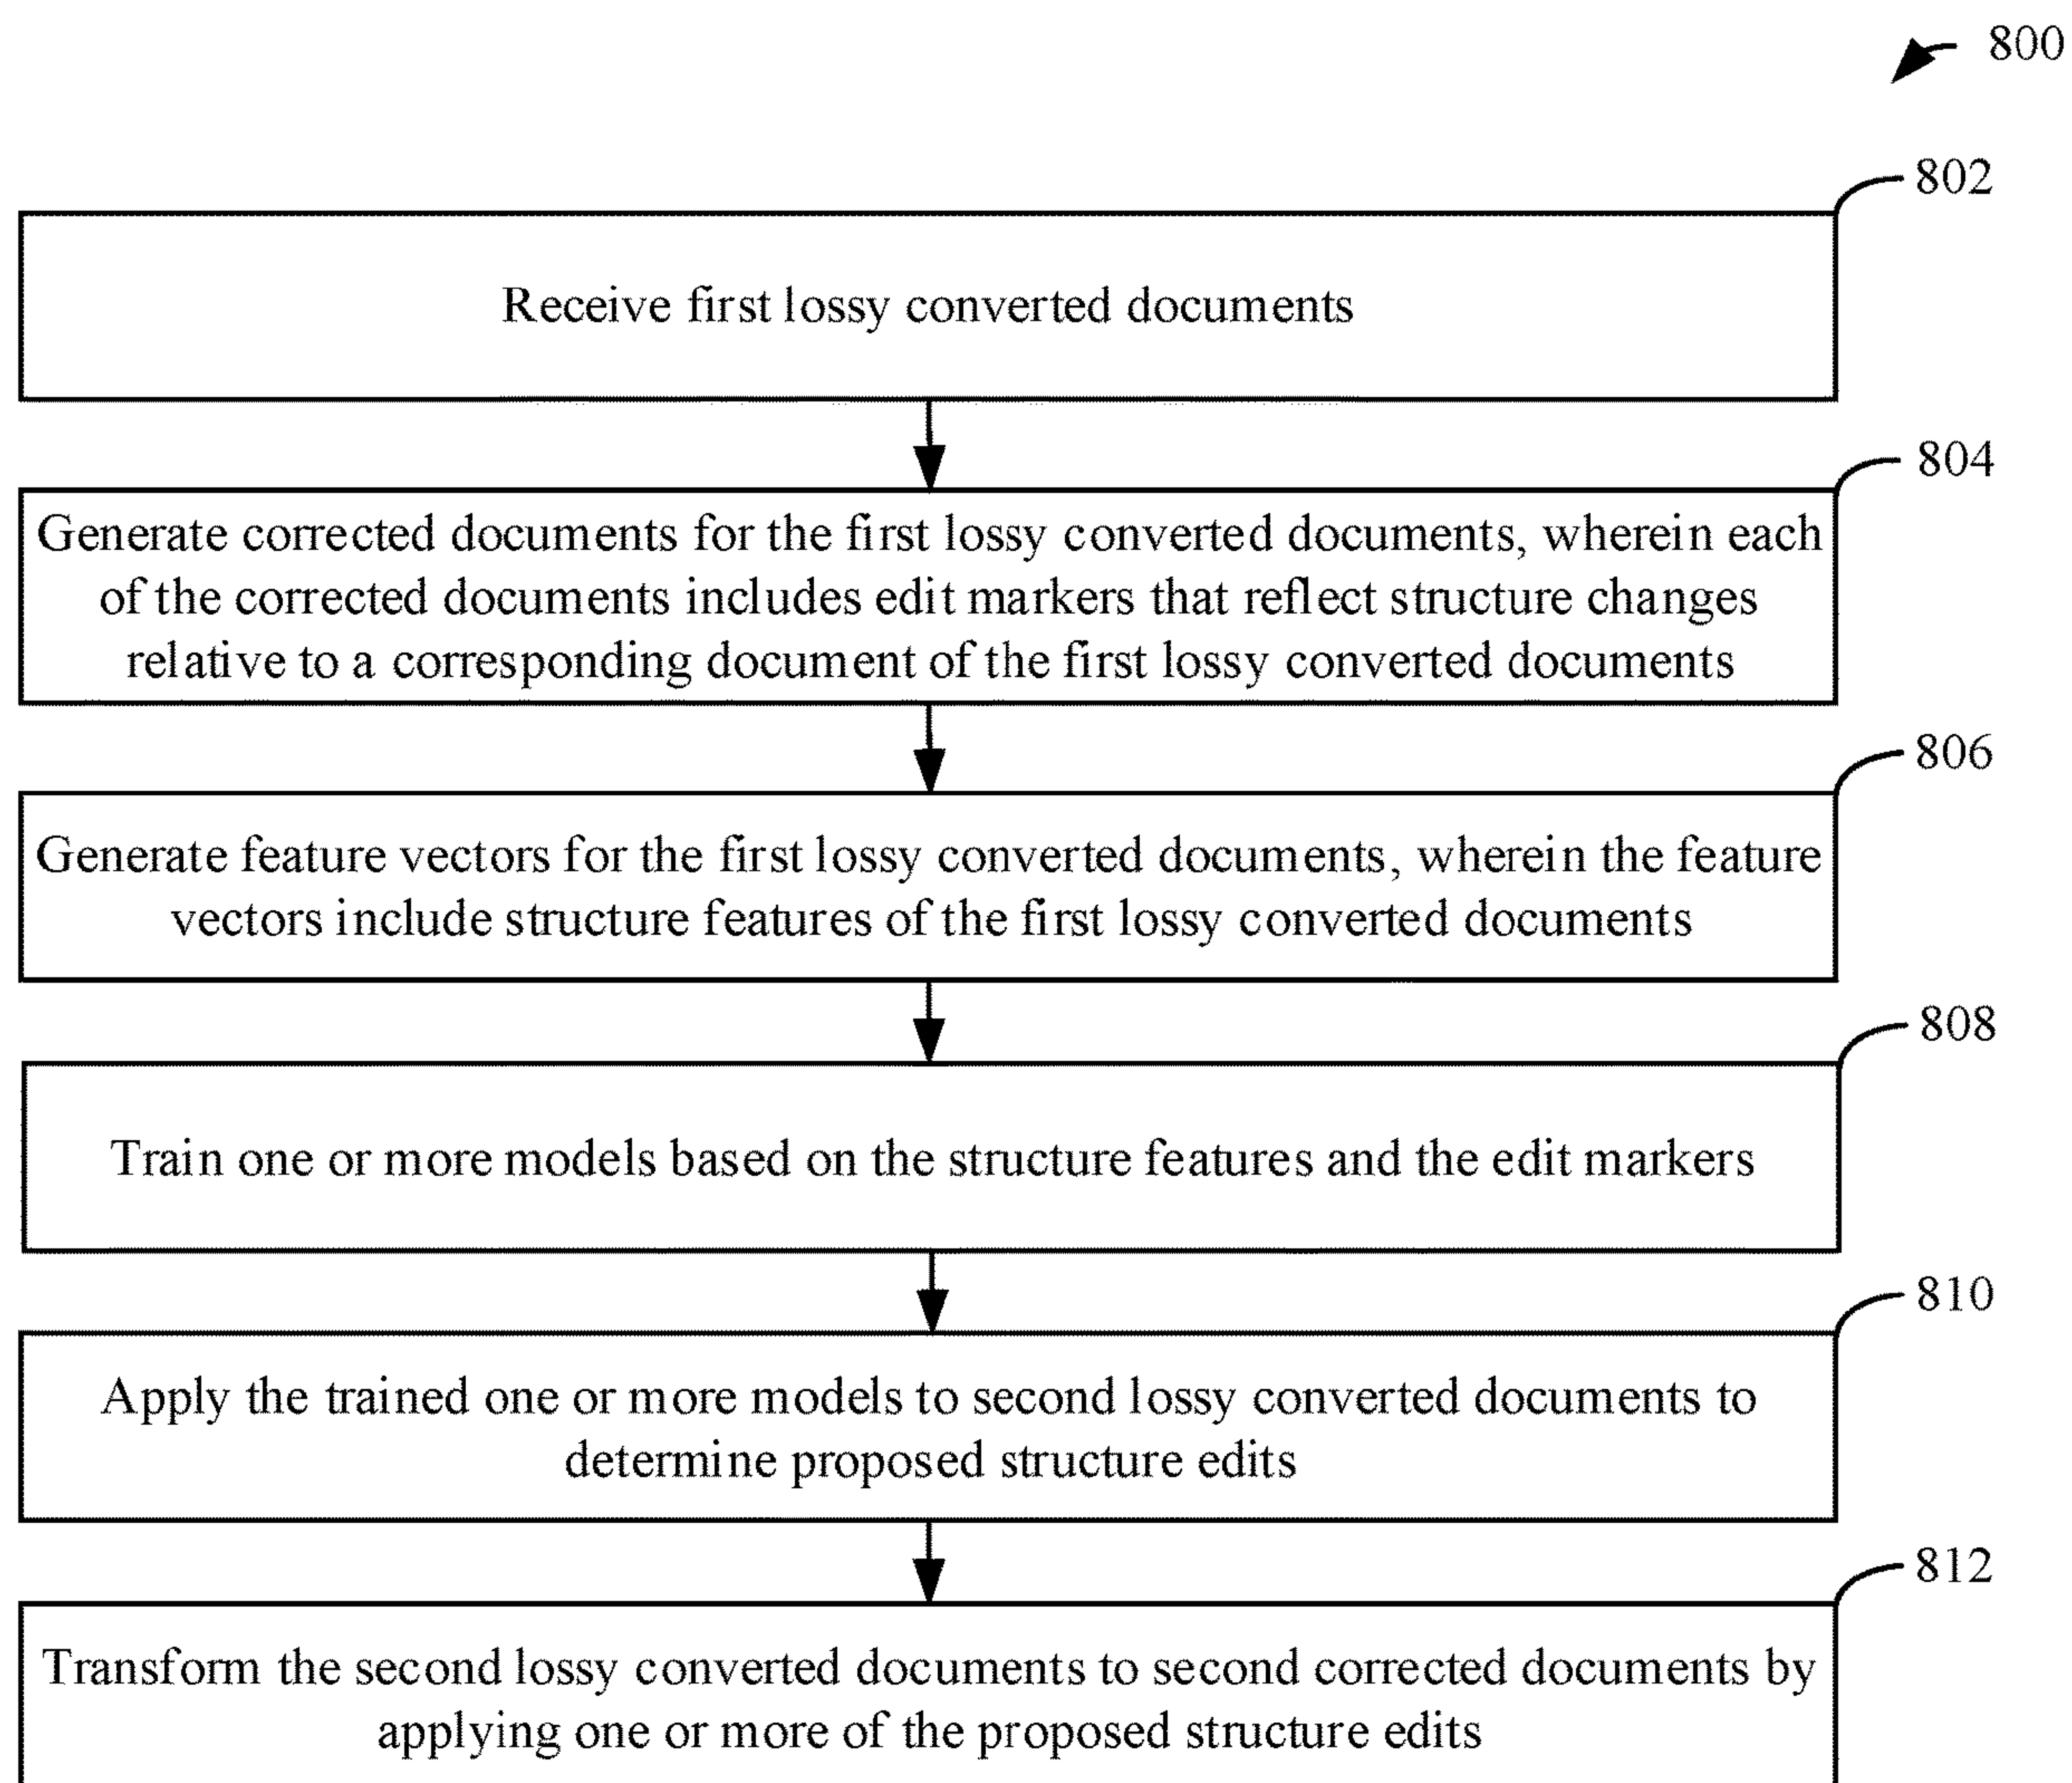 800
802
Receive first lossy converted documents
804
Generate corrected documents for the first lossy converted documents, wherein each
of the corrected documents includes edit markers that reflect structure changes
relative to a corresponding document of the first lossy converted documents
806
Generate feature vectors for the first lossy converted documents, wherein the feature
vectors include structure features of the first lossy converted documents
808
Train one or more models based on the structure features and the edit markers
810
Apply the trained one or more models to second lossy converted documents to
determine proposed structure edits
812
Transform the second lossy converted documents to second corrected documents by
applying one or more of the proposed structure edits